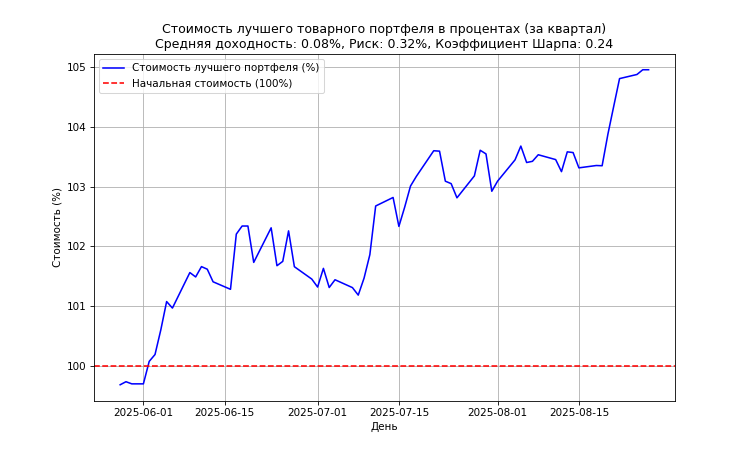 Стоимость лучшего товарного портфеля в процентах (за квартал)
Средняя доходность: 0.08%, Риск: 0.32%, Коэффициент Шарпа: 0.24
Стоимость лучшего портфеля (%)
Начальная стоимость (100%)
Стоимость (%)
105
104
103
102
101
100
2025-06-01
2025-06-15
2025-07-01
2025-07-15
2025-08-01
2025-08-15
День